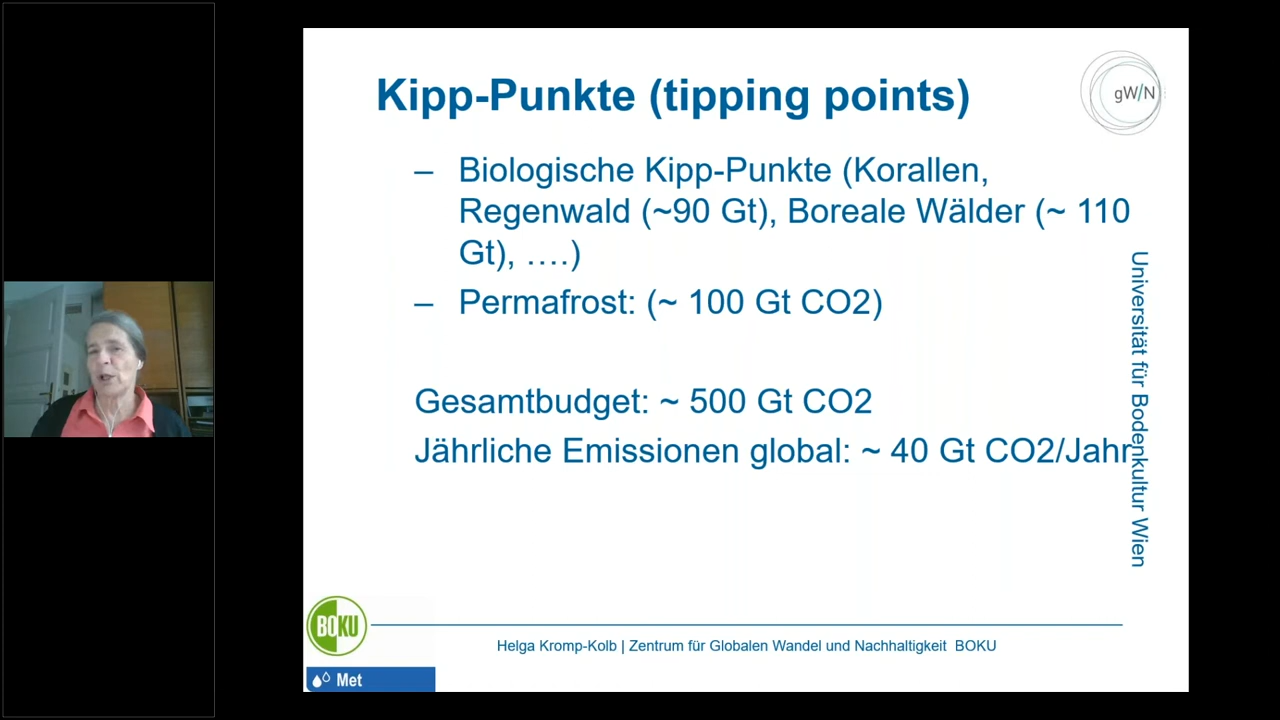 Kipp-Punkte (tipping points)
gW/N
– Biologische Kipp-Punkte (Korallen,
Regenwald (~90 Gt), Boreale Wälder (~ 110
Gt), ….)
– Permafrost: (~ 100 Gt CO2)
Gesamtbudget: ~ 500 Gt CO2
Jährliche Emissionen global: ~ 40 Gt CO2/Jahr
Universität für Bodenkultur Wien
BOKU
Helga Kromp-Kolb | Zentrum für Globalen Wandel und Nachhaltigkeit BOKU
Met